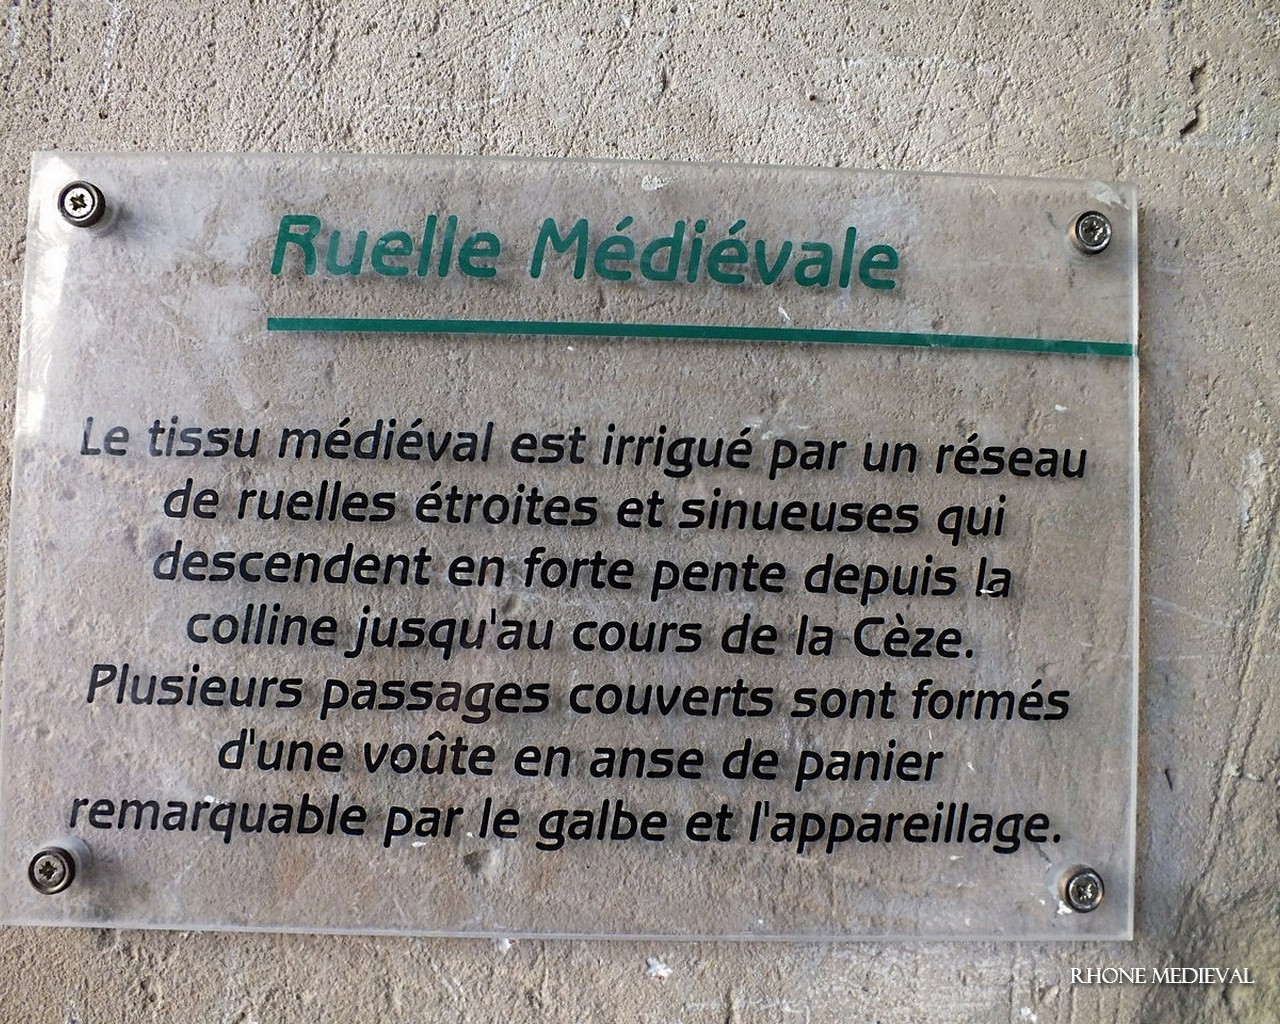 Ruelle Médiévale
Le tissu médiéval est irrigué par un réseau
de ruelles étroites et sinueuses qui
descendent en forte pente depuis la
colline jusqu'au cours de la Cèze.
Plusieurs passages couverts sont formés
d'une voûte en anse de panier
remarquable par le galbe et l'appareillage.
RHONE MEDIEVAL